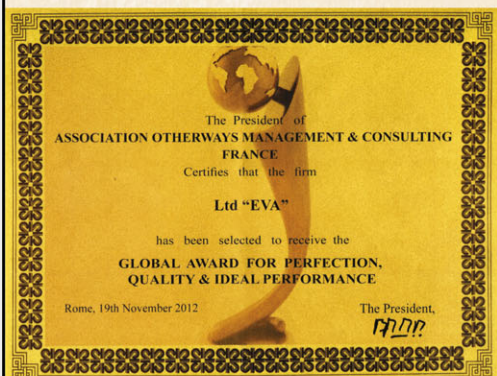 The President of
ASSOCIATION OTHERWAYS MANAGEMENT & CONSULTING
FRANCE
Certifies that the firm
Ltd “EVA”
has been selected to receive the
GLOBAL AWARD FOR PERFECTION,
QUALITY & IDEAL PERFORMANCE
Rome, 19th November 2012
The President,